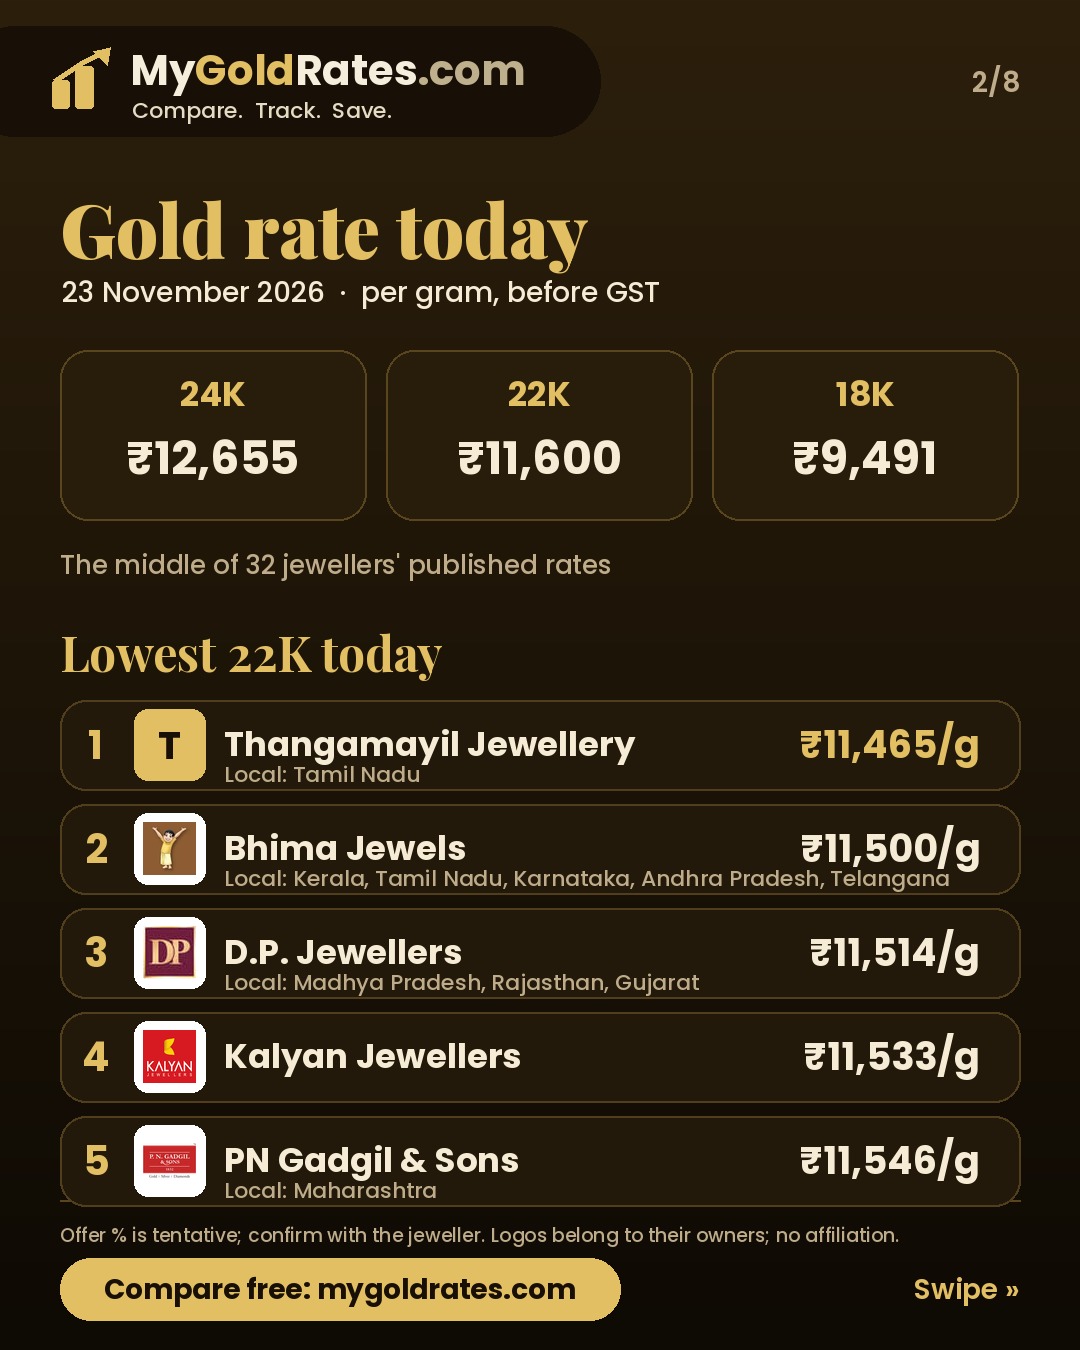 MyGoldRates.com
Compare. Track. Save.
2/8
Gold rate today
23 November 2026 · per gram, before GST
24K
₹12,655
22K
₹11,600
18K
₹9,491
The middle of 32 jewellers' published rates
Lowest 22K today
1 T Thangamayil Jewellery ₹11,465/g
Local: Tamil Nadu
2 Bhima Jewels ₹11,500/g
Local: Kerala, Tamil Nadu, Karnataka, Andhra Pradesh, Telangana
3 DP D.P. Jewellers ₹11,514/g
Local: Madhya Pradesh, Rajasthan, Gujarat
4 KALYAN JEWELLERS Kalyan Jewellers ₹11,533/g
5 P. N. GADGIL & SONS PN Gadgil & Sons ₹11,546/g
Local: Maharashtra
Offer % is tentative; confirm with the jeweller. Logos belong to their owners; no affiliation.
Compare free: mygoldrates.com
Swipe »